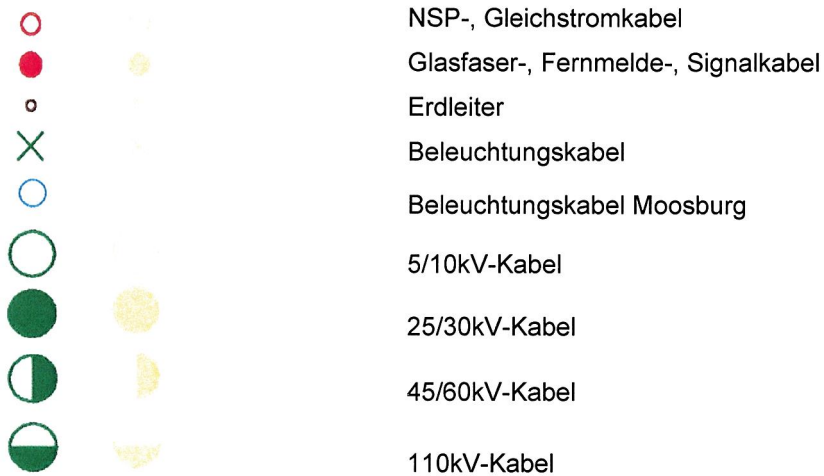 NSP-, Gleichstromkabel
Glasfaser-, Fernmelde-, Signalkabel
Erdleiter
Beleuchtungskabel
Beleuchtungskabel Moosburg
5/10kV-Kabel
25/30kV-Kabel
45/60kV-Kabel
110kV-Kabel